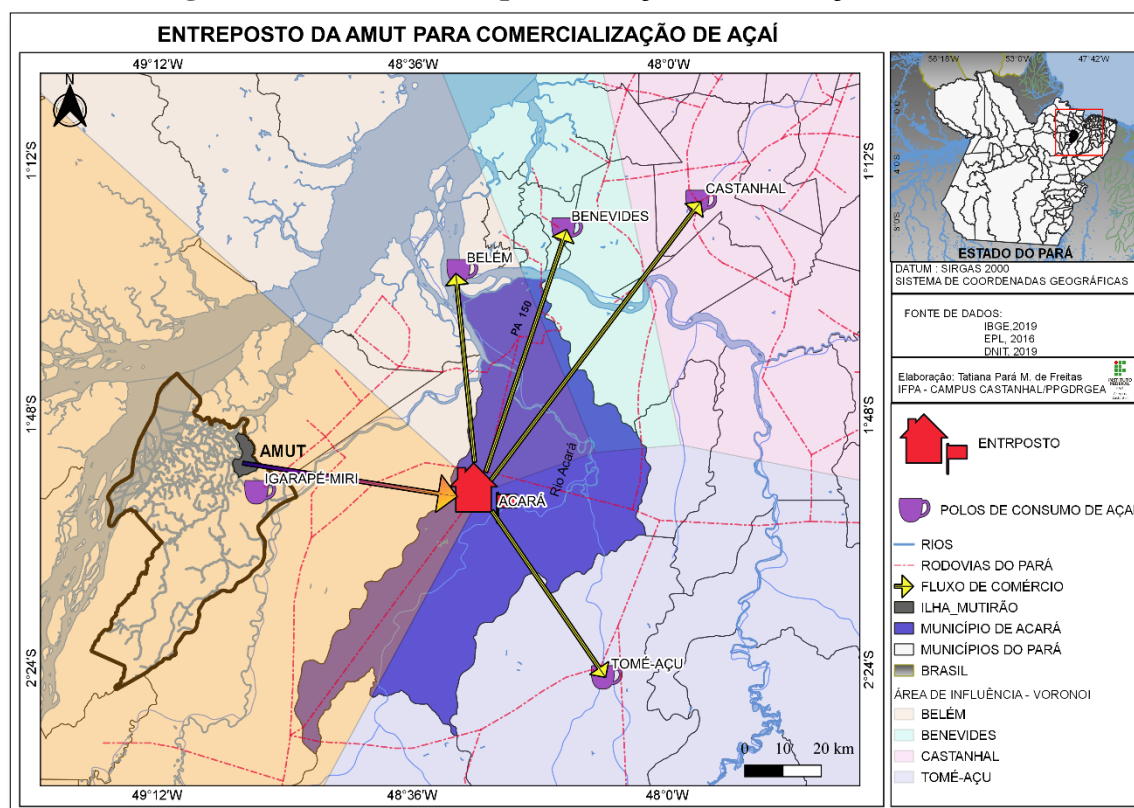 ENTREPOSTO DA AMUT PARA COMERCIALIZAÇÃO DE AÇAÍ
49°12'W 48°36'W 48°0'W
N
1°12'S
1°48'S
2°24'S
CASTANHAL
BENEVIDES
BELÉM
PA 150
AMUT
IGARAPÉ-MIRI
ACARÁ
Rio Acará
TOMÉ-AÇU
0 10 20 km
1°12'S
1°48'S
2°24'S
49°12'W 48°36'W 48°0'W
53°0'W 47°42'W
ESTADO DO PARÁ
DATUM : SIRGAS 2000
SISTEMA DE COORDENADAS GEOGRÁFICAS
FONTE DE DADOS:
IBGE,2019
EPL, 2016
DNIT, 2019
Elaboração: Tatiana Pará M. de Freitas
IFPA - CAMPUS CASTANHAL/PPGDRGEA
INSTITUTO
FEDERAL
ENTRPOSTO
POLOS DE CONSUMO DE AÇAÍ
RIOS
RODOVIAS DO PARÁ
FLUXO DE COMÉRCIO
ILHA_MUTIRÃO
MUNICÍPIO DE ACARÁ
MUNICÍPIOS DO PARÁ
BRASIL
ÁREA DE INFLUÊNCIA - VORONOI
BELÉM
BENEVIDES
CASTANHAL
TOMÉ-AÇU